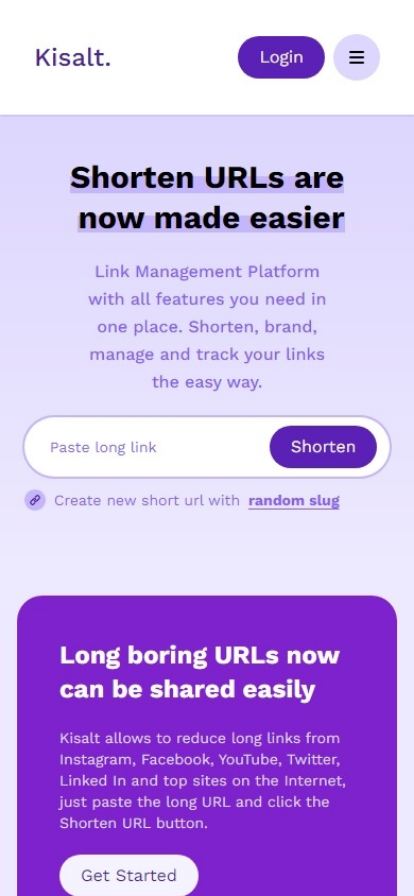 Kisalt.
Login
Shorten URLs are
now made easier
Link Management Platform
with all features you need in
one place. Shorten, brand,
manage and track your links
the easy way.
Paste long link
Shorten
Create new short url with random slug
Long boring URLs now
can be shared easily
Kisalt allows to reduce long links from
Instagram, Facebook, YouTube, Twitter,
Linked In and top sites on the Internet,
just paste the long URL and click the
Shorten URL button.
Get Started